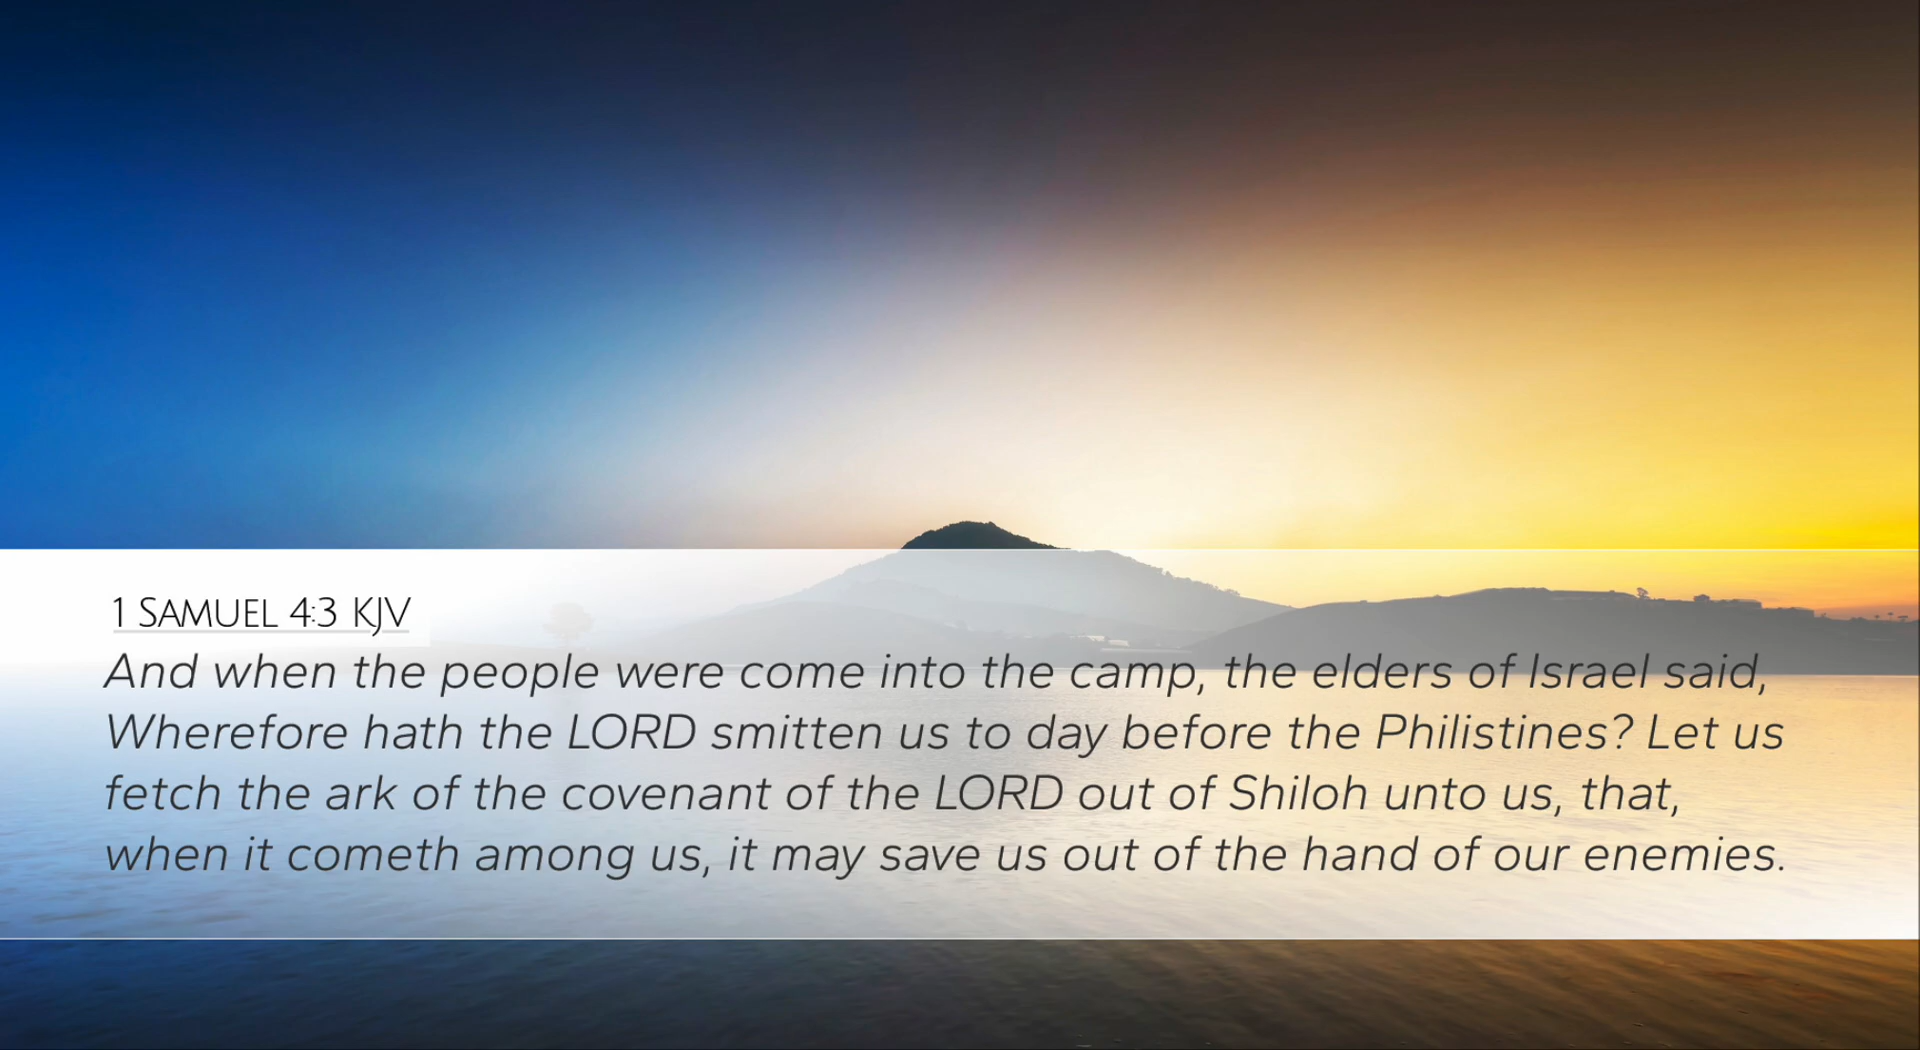 1 SAMUEL 4:3 KJV
And when the people were come into the camp, the elders of Israel said,
Wherefore hath the LORD smitten us to day before the Philistines? Let us
fetch the ark of the covenant of the LORD out of Shiloh unto us, that,
when it cometh among us, it may save us out of the hand of our enemies.